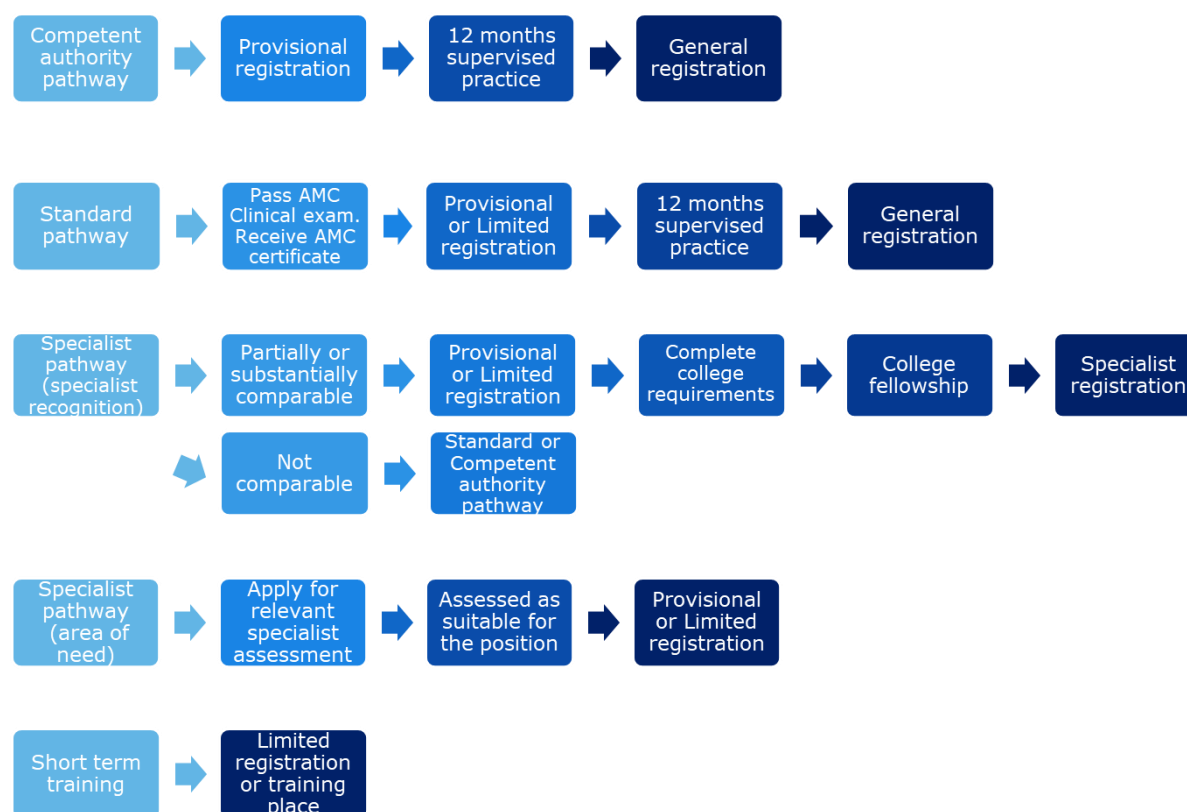 Competent
authority
pathway
Provisional
registration
12 months
supervised
practice
General
registration
Standard
pathway
Pass AMC
Clinical exam.
Receive AMC
certificate
Provisional
or Limited
registration
12 months
supervised
practice
General
registration
Specialist
pathway
(specialist
recognition)
Partially or
substantially
comparable
Provisional
or Limited
registration
Complete
college
requirements
College
fellowship
Specialist
registration
Not
comparable
Standard or
Competent
authority
pathway
Specialist
pathway
(area of
need)
Apply for
relevant
specialist
assessment
Assessed as
suitable for
the position
Provisional
or Limited
registration
Short term
training
Limited
registration
or training
place